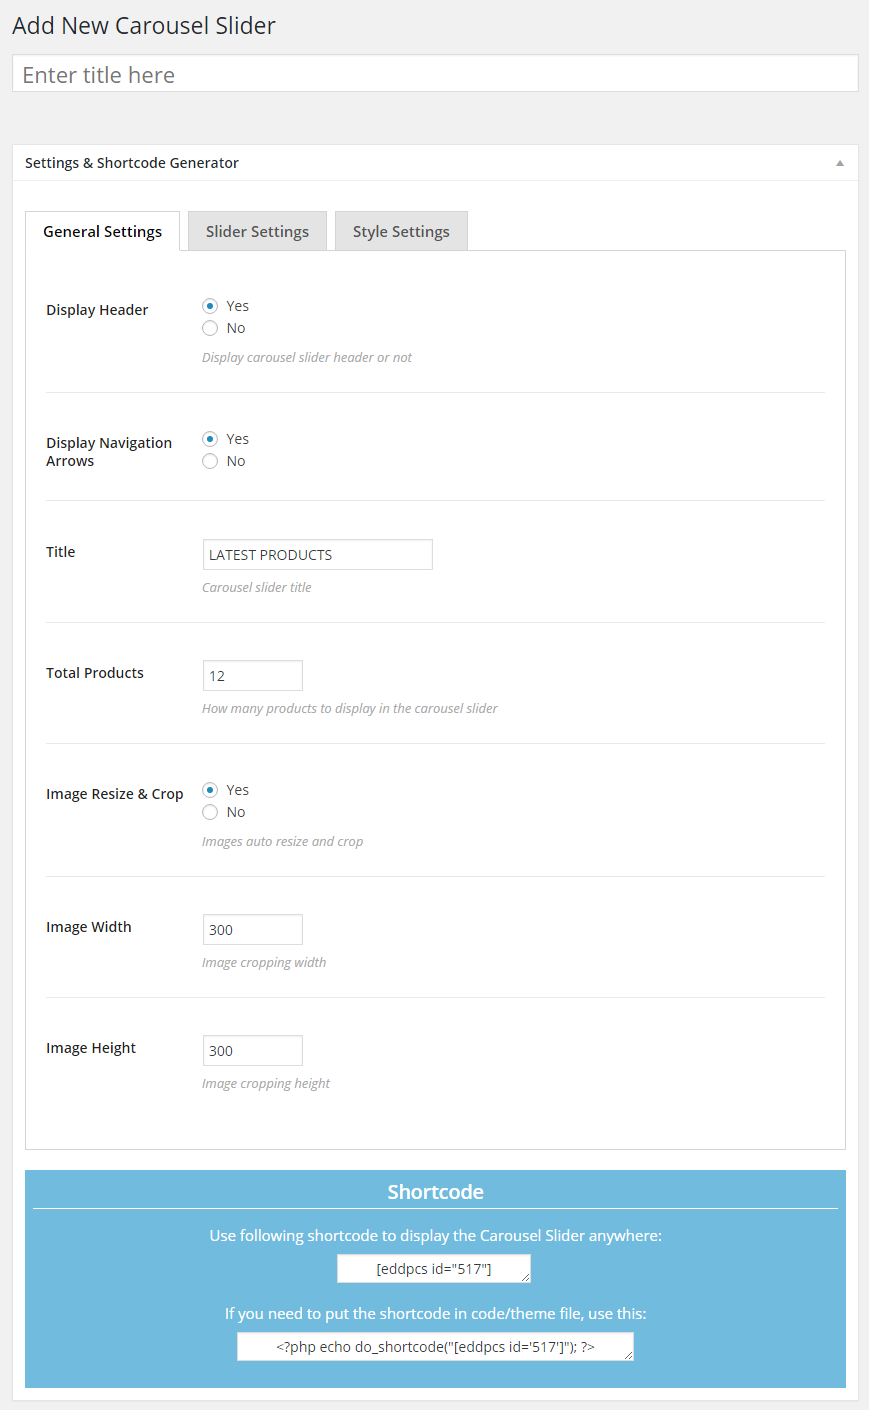 Add New Carousel Slider
Enter title here
Settings & Shortcode Generator
General Settings
Slider Settings
Style Settings
Display Header
Yes
No
Display carousel slider header or not
Display Navigation
Arrows
Yes
No
Title
LATEST PRODUCTS
Carousel slider title
Total Products
12
How many products to display in the carousel slider
Image Resize & Crop
Yes
No
Images auto resize and crop
Image Width
300
Image cropping width
Image Height
300
Image cropping height
Shortcode
Use following shortcode to display the Carousel Slider anywhere:
[eddpcs id="517"]
If you need to put the shortcode in code/theme file, use this:
<?php echo do_shortcode("[eddpcs id='517']"); ?>